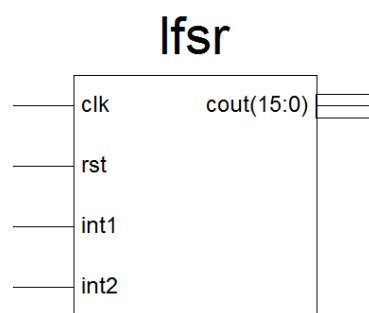 lfsr
clk cout(15:0)
rst
int1
int2